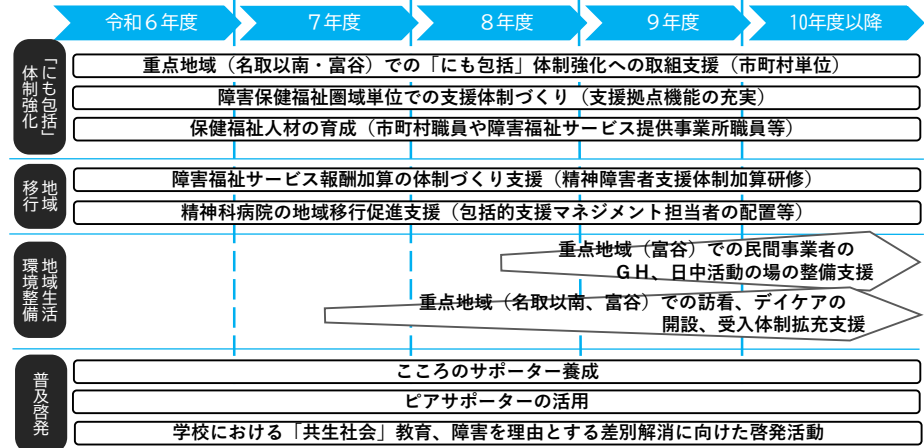 令和６年度
７年度
８年度
９年度
10年度以降
「にも包括」
体制強化
重点地域（名取以南・富谷）での「にも包括」体制強化への取組支援（市町村単位）
障害保健福祉圏域単位での支援体制づくり（支援拠点機能の充実）
保健福祉人材の育成（市町村職員や障害福祉サービス提供事業所職員等）
地域
移行
障害福祉サービス報酬加算の体制づくり支援（精神障害者支援体制加算研修）
精神科病院の地域移行促進支援（包括的支援マネジメント担当者の配置等）
地域生活
環境整備
重点地域（富谷）での民間事業者の
ＧＨ、日中活動の場の整備支援
重点地域（名取以南、富谷）での訪看、デイケアの
開設、受入体制拡充支援
普及啓発
こころのサポーター養成
ピアサポーターの活用
学校における「共生社会」教育、障害を理由とする差別解消に向けた啓発活動